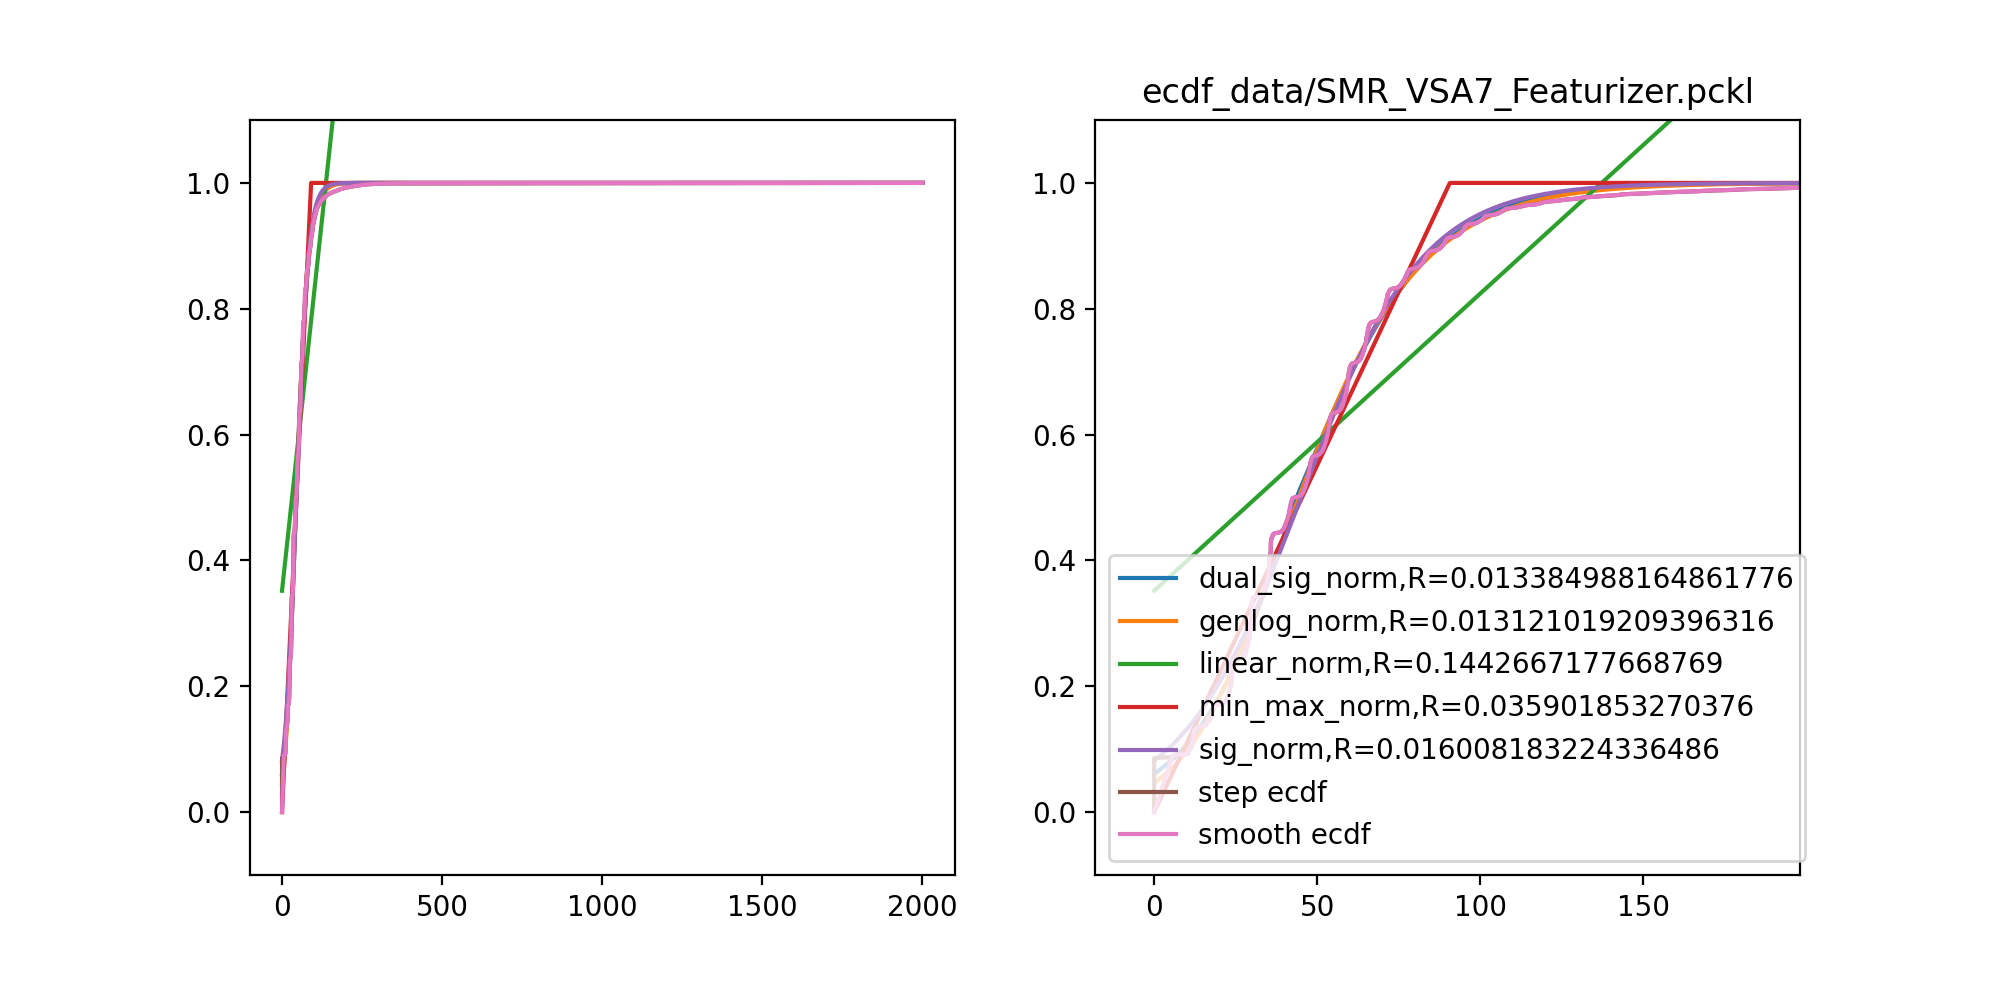 1.0
0.8
0.6
0.4
0.2
0.0
0
500
1000
1500
2000
ecdf_data/SMR_VSA7_Featurizer.pckl
1.0
0.8
0.6
0.4
0.2
0.0
0
50
100
150
dual_sig_norm,R=0.013384988164861776
genlog_norm,R=0.013121019209396316
linear_norm,R=0.1442667177668769
min_max_norm,R=0.035901853270376
sig_norm,R=0.016008183224336486
step ecdf
smooth ecdf